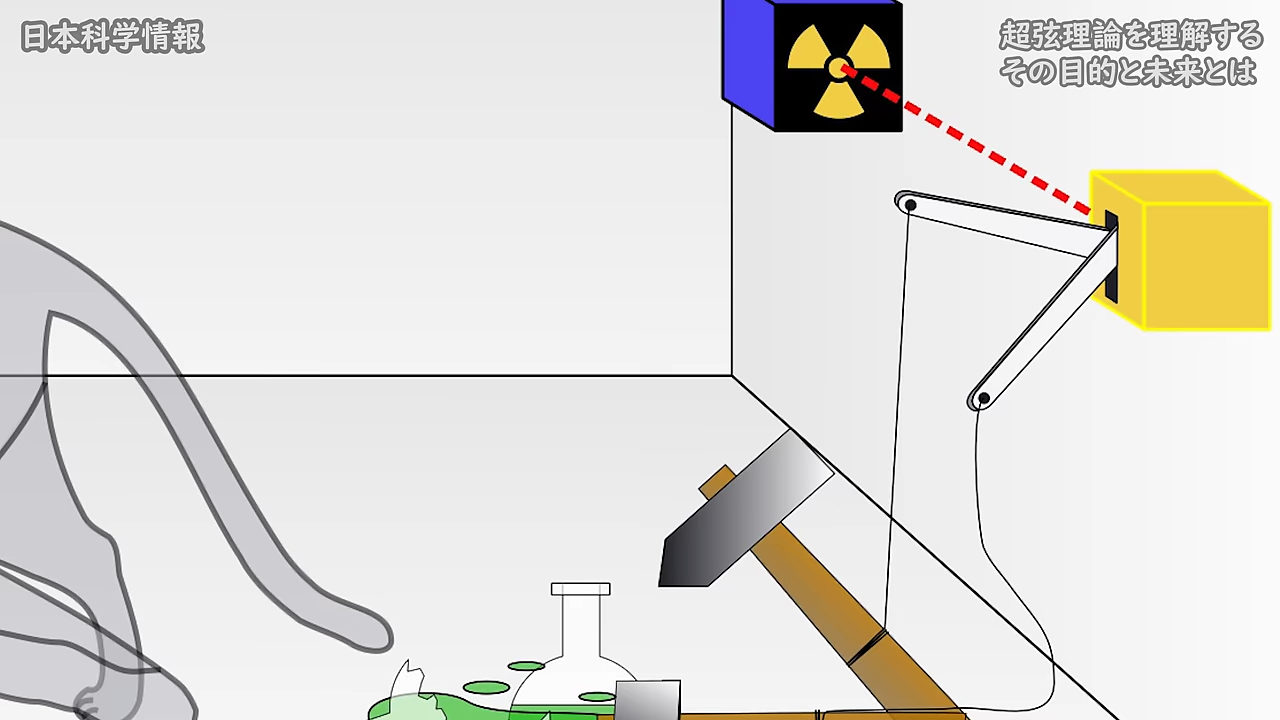 日本科学情報
超弦理論を理解する
その目的と未来とは